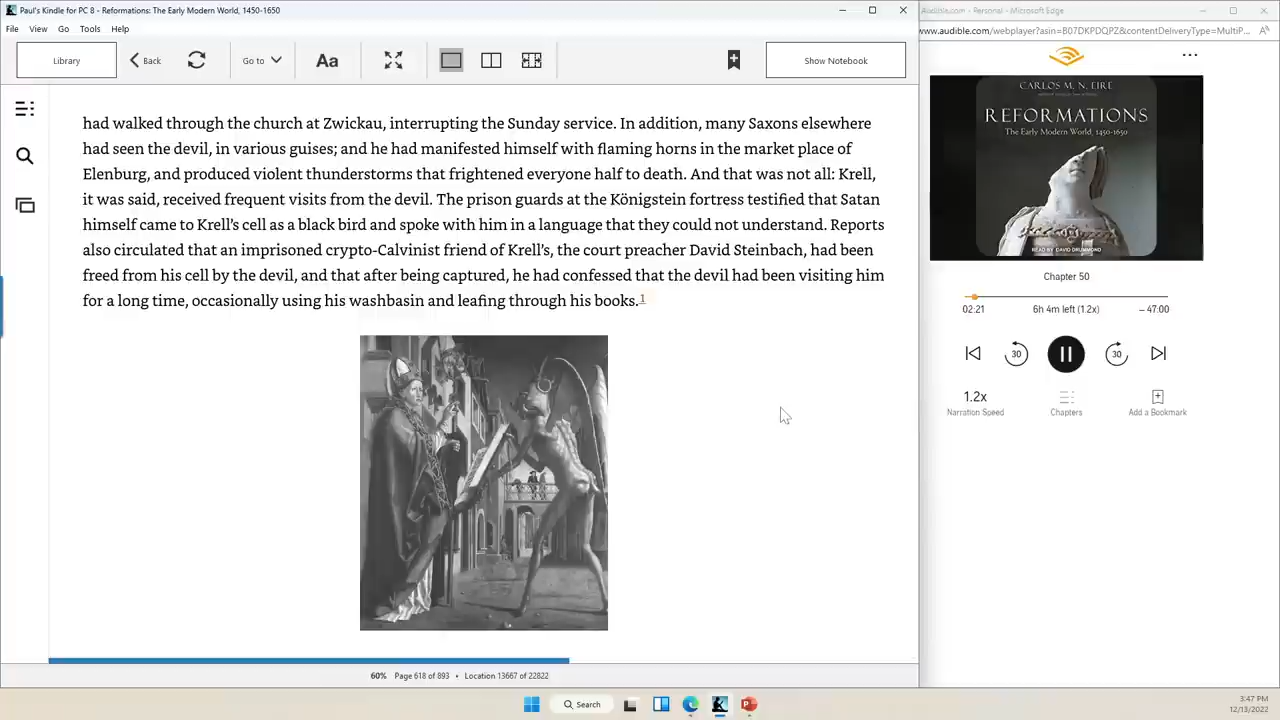 Paul's Kindle for PC 8 - Reformations: The Early Modern World, 1450-1650
Audible.com - Personal - Microsoft Edge
File View Go Tools Help
www.audible.com/webplayer?asin=B07DKPDQPZ&contentDeliveryType=MultiP...
Library
Back
Go to
Aa
Show Notebook
had walked through the church at Zwickau, interrupting the Sunday service. In addition, many Saxons elsewhere
had seen the devil, in various guises; and he had manifested himself with flaming horns in the market place of
Elenburg, and produced violent thunderstorms that frightened everyone half to death. And that was not all: Krell,
it was said, received frequent visits from the devil. The prison guards at the Königstein fortress testified that Satan
himself came to Krell's cell as a black bird and spoke with him in a language that they could not understand. Reports
also circulated that an imprisoned crypto-Calvinist friend of Krell's, the court preacher David Steinbach, had been
freed from his cell by the devil, and that after being captured, he had confessed that the devil had been visiting him
for a long time, occasionally using his washbasin and leafing through his books.1
CARLOS M. N. EIRE
REFORMATIONS
The Early Modern World, 1450-1650
READ BY DAVID DRUMMOND
Chapter 50
02:21
6h 4m left (1.2x)
– 47:00
30
30
1.2x
Narration Speed
Chapters
Add a Bookmark
60% Page 618 of 893 • Location 13667 of 22822
Search
3:47 PM
12/13/2022